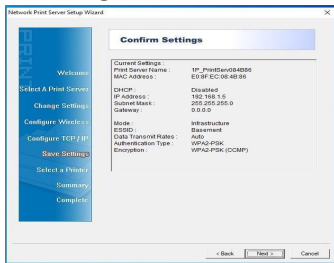 Network Print Server Setup Wizard
PRINT
Welcome
Select A Print Server
Change Settings
Configure Wireless
Configure TCP / IP
Save Settings
Select a Printer
Summary
Complete
Confirm Settings
Current Settings :
Print Server Name : 1P_PrintServ084B86
MAC Address : E0:8F:EC:08:4B:86
DHCP : Disabled
IP Address : 192.168.1.5
Subnet Mask : 255.255.255.0
Gateway : 0.0.0.0
Mode : Infrastructure
ESSID : Basement
Data Transmit Rates : Auto
Authentication Type : WPA2-PSK
Encryption : WPA2-PSK (CCMP)
< Back
Next >
Cancel